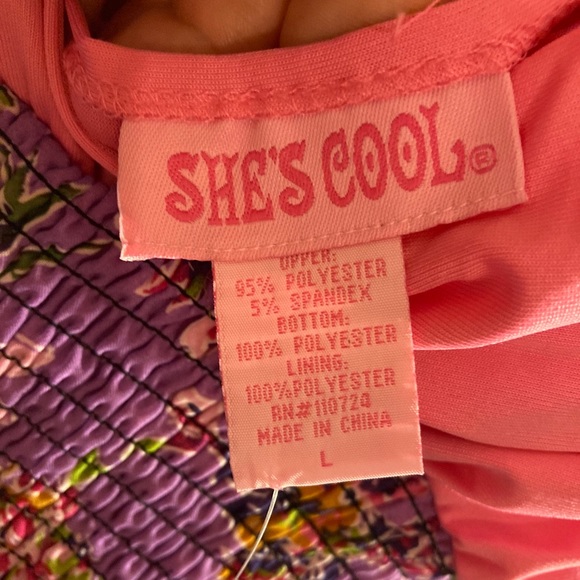 SHE'S COOL®
UPPER:
95% POLYESTER
5% SPANDEX
BOTTOM:
100% POLYESTER
LINING:
100%POLYESTER
RN#110724
MADE IN CHINA
L